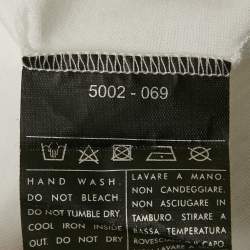 5002 - 069
HAND WASH.
DO NOT BLEACH
DO NOT TUMBLE DRY.
COOL IRON INSIDE
OUT. DO NOT DRY
LAVARE A MANO.
NON CANDEGGIARE.
NON ASCIUGARE IN
TAMBURO. STIRARE A
BASSA TEMPERATURA
CAPO